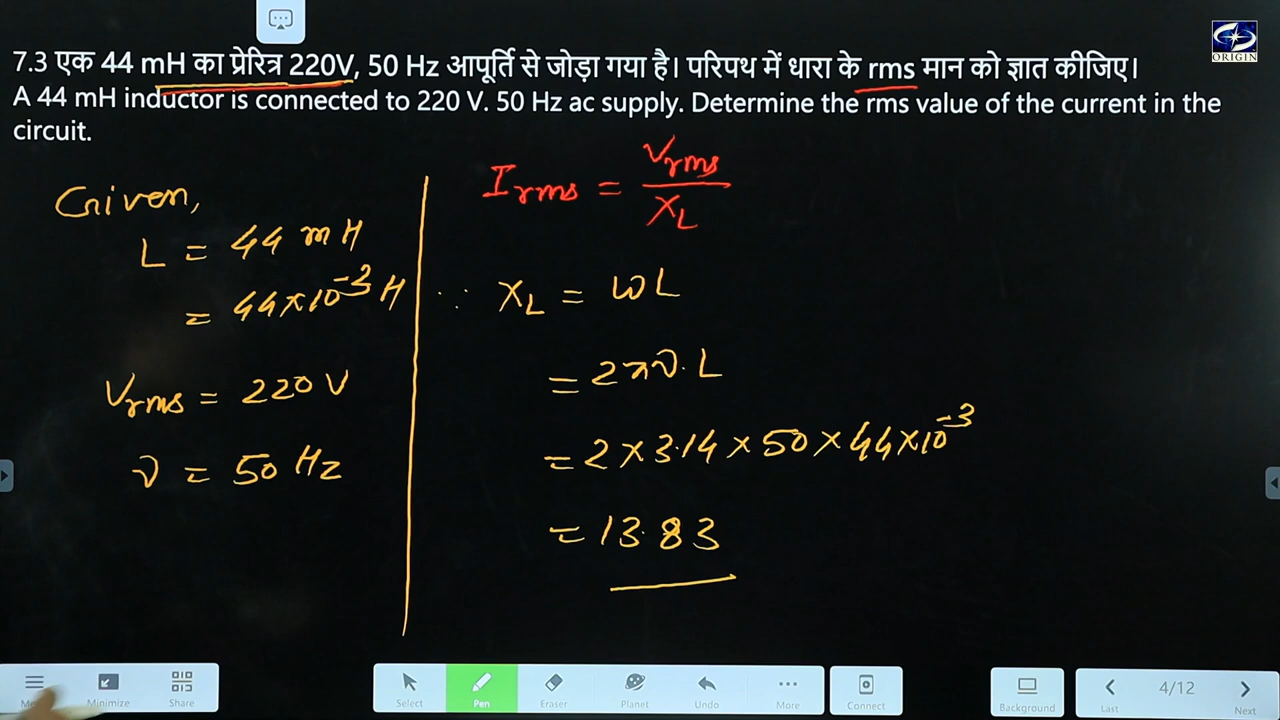 ORIGIN
7.3 एक 44 mH का प्रेरित्र 220V, 50 Hz आपूर्ति से जोड़ा गया है। परिपथ में धारा के rms मान को ज्ञात कीजिए।
A 44 mH inductor is connected to 220 V. 50 Hz ac supply. Determine the rms value of the current in the
circuit.
Given,
L = 44 mH
= 44×10⁻³ H
Vrms = 220 V
ν = 50 Hz
Irms = Vrms / XL
∵ XL = ωL
= 2πν.L
= 2 × 3.14 × 50 × 44×10⁻³
= 13.83
Minimize
Share
Select
Pen
Eraser
Planet
Undo
More
Connect
Background
Last
4/12
Next